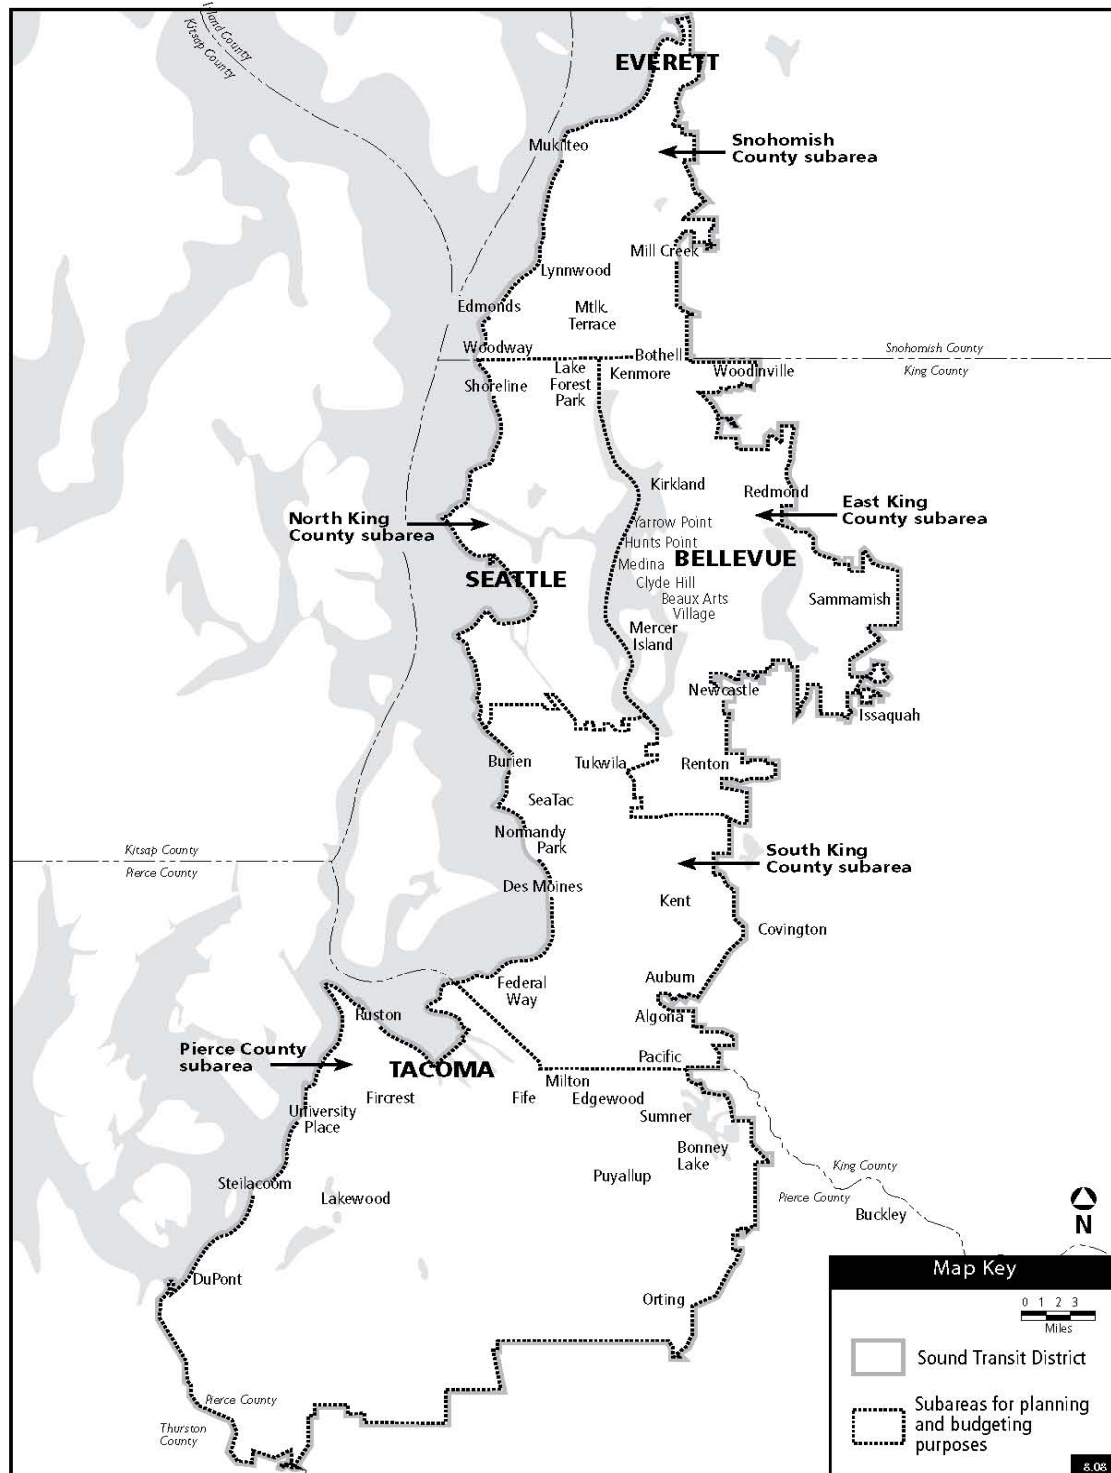 Island County
Kitsap County
EVERETT
Mukilteo
Snohomish
County subarea
Mill Creek
Lynnwood
Edmonds
Mtlk.
Terrace
Woodway
Bothell
Snohomish County
King County
Shoreline
Lake
Forest
Park
Kenmore
Woodinville
Kirkland
Redmond
North King
County subarea
East King
County subarea
Yarrow Point
Hunts Point
BELLEVUE
Medina
SEATTLE
Clyde Hill
Beaux Arts
Village
Sammamish
Mercer
Island
Newcastle
Issaquah
Burien
Tukwila
Renton
SeaTac
Normandy
Park
Kitsap County
Pierce County
South King
County subarea
Des Moines
Kent
Covington
Federal
Way
Auburn
Ruston
Algona
Pierce County
subarea
TACOMA
Pacific
Milton
Fircrest
Fife
Edgewood
University
Place
Sumner
Bonney
Lake
King County
Pierce County
Puyallup
Steilacoom
Lakewood
Buckley
N
DuPont
Orting
Map Key
0 1 2 3
Miles
Sound Transit District
Subareas for planning
and budgeting
purposes
Pierce County
Thurston
County
8.08